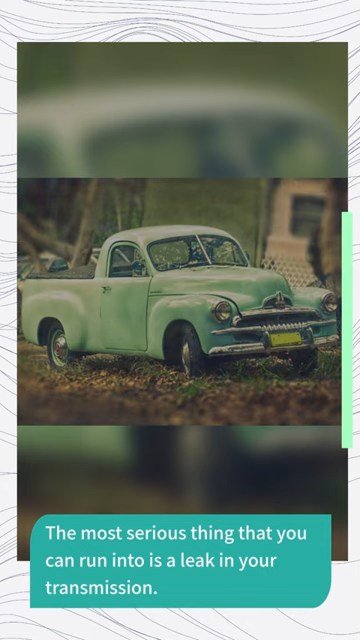 The most serious thing that you
can run into is a leak in your
transmission.